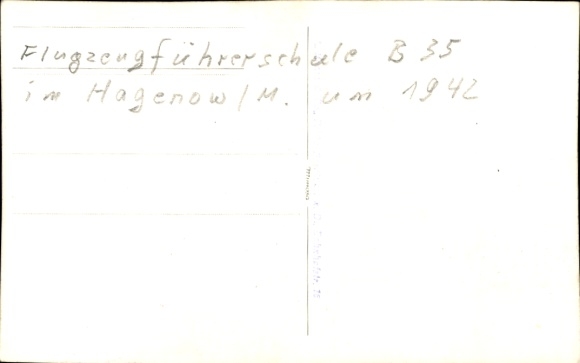 Flugzeugführerschule B 35
im Hagenow/M. um 1942